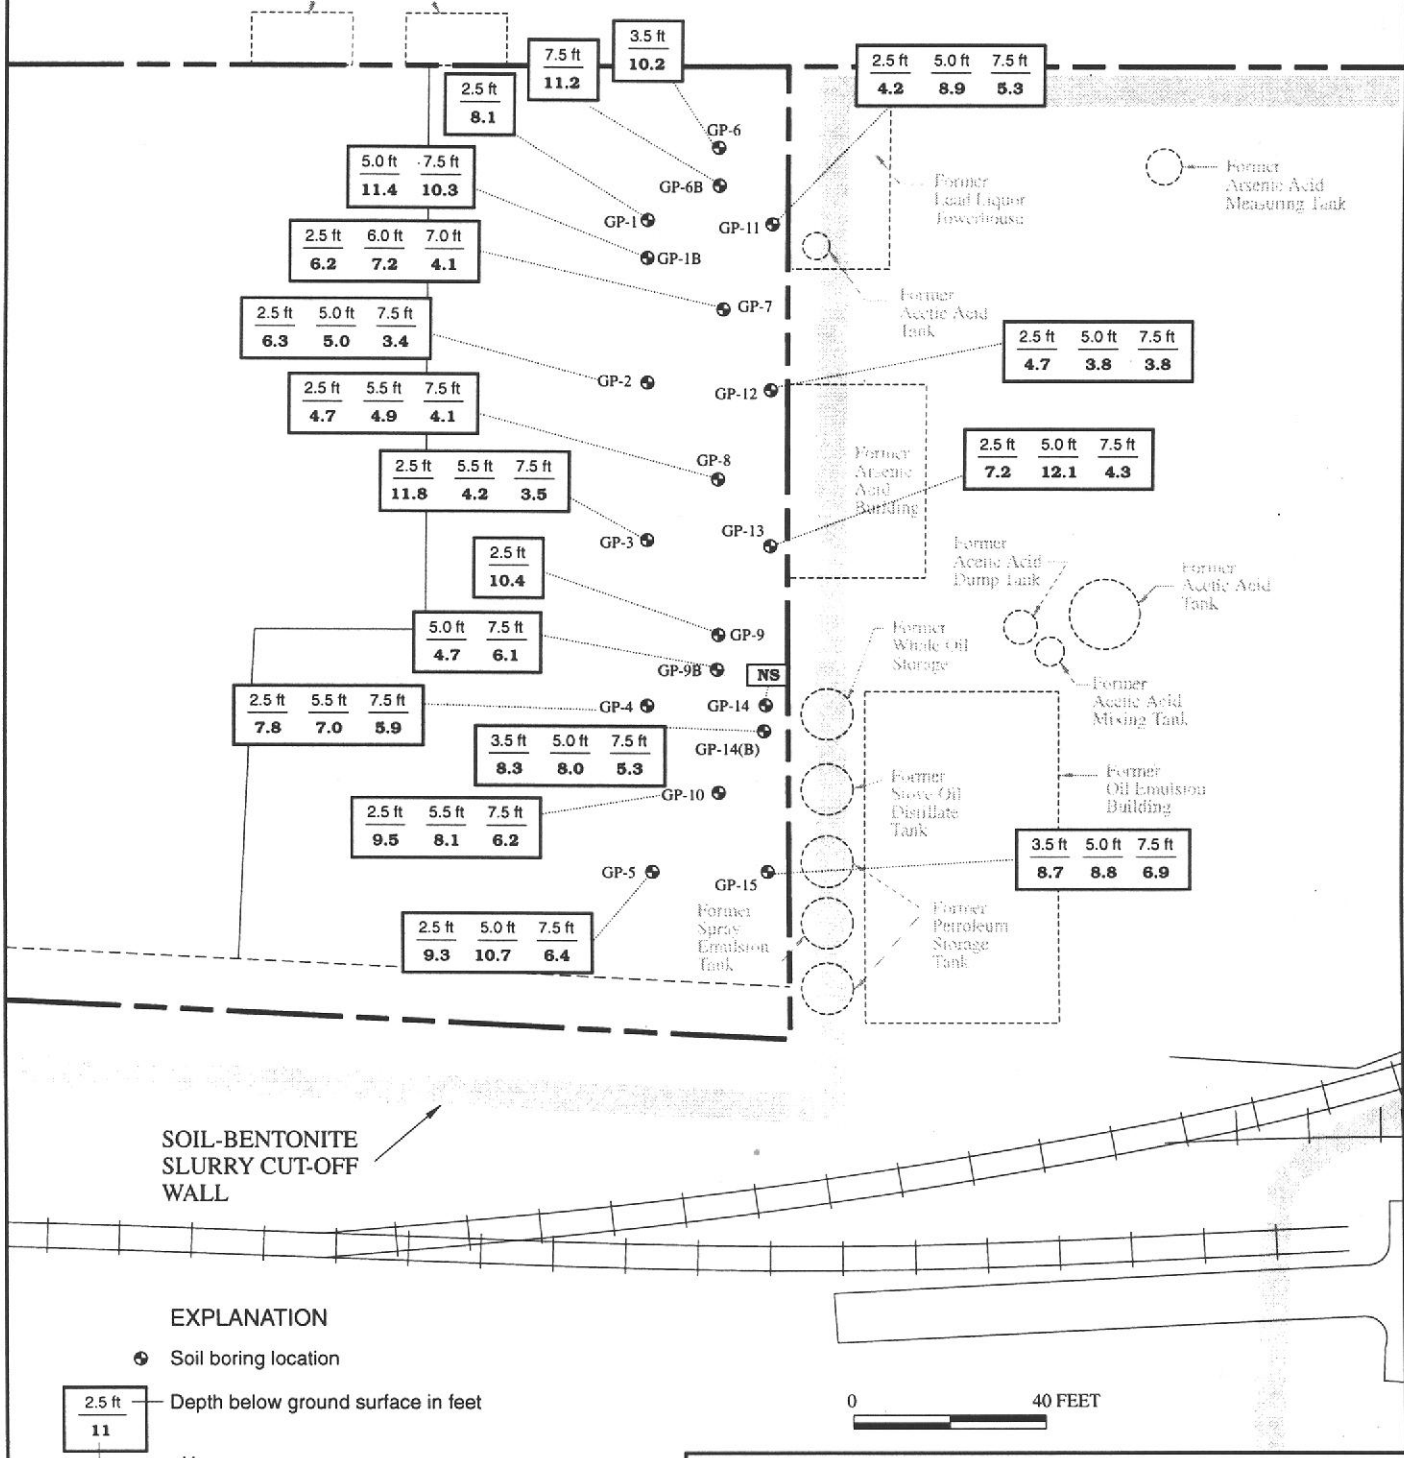 3.5 ft
10.2
7.5 ft
11.2
2.5 ft 5.0 ft 7.5 ft
4.2 8.9 5.3
2.5 ft
8.1
GP-6
5.0 ft 7.5 ft
11.4 10.3
GP-6B
Former
Lead Liquor
Towerhouse
Former
Arsenic Acid
Measuring Tank
GP-1
GP-11
2.5 ft 6.0 ft 7.0 ft
6.2 7.2 4.1
GP-1B
GP-7
Former
Acetic Acid
Tank
2.5 ft 5.0 ft 7.5 ft
6.3 5.0 3.4
2.5 ft 5.0 ft 7.5 ft
4.7 3.8 3.8
GP-2
GP-12
2.5 ft 5.5 ft 7.5 ft
4.7 4.9 4.1
2.5 ft 5.0 ft 7.5 ft
7.2 12.1 4.3
GP-8
Former
Arsenic
Acid
Building
2.5 ft 5.5 ft 7.5 ft
11.8 4.2 3.5
GP-3
GP-13
2.5 ft
10.4
Former
Acetic Acid
Dump Tank
Former
Acetic Acid
Tank
GP-9
5.0 ft 7.5 ft
4.7 6.1
Former
Whole Oil
Storage
GP-9B
NS
2.5 ft 5.5 ft 7.5 ft
7.8 7.0 5.9
GP-4
GP-14
Former
Acetic Acid
Mixing Tank
3.5 ft 5.0 ft 7.5 ft
8.3 8.0 5.3
GP-14(B)
GP-10
Former
Stove Oil
Distillate
Tank
Former
Oil Emulsion
Building
2.5 ft 5.5 ft 7.5 ft
9.5 8.1 6.2
3.5 ft 5.0 ft 7.5 ft
8.7 8.8 6.9
GP-5
GP-15
2.5 ft 5.0 ft 7.5 ft
9.3 10.7 6.4
Former
Spray
Emulsion
Tank
Former
Petroleum
Storage
Tank
SOIL-BENTONITE
SLURRY CUT-OFF
WALL
EXPLANATION
Soil boring location
2.5 ft
11
Depth below ground surface in feet
0 40 FEET